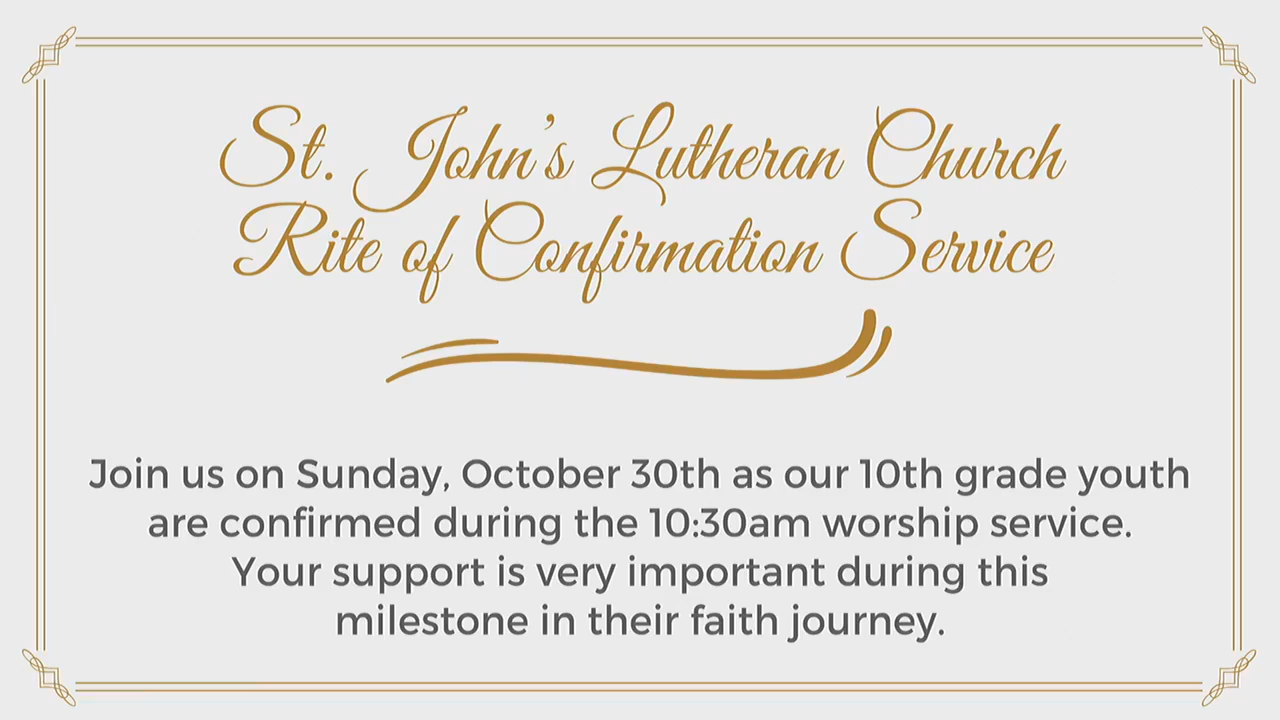 St. John's Lutheran Church
Rite of Confirmation Service
Join us on Sunday, October 30th as our 10th grade youth
are confirmed during the 10:30am worship service.
Your support is very important during this
milestone in their faith journey.